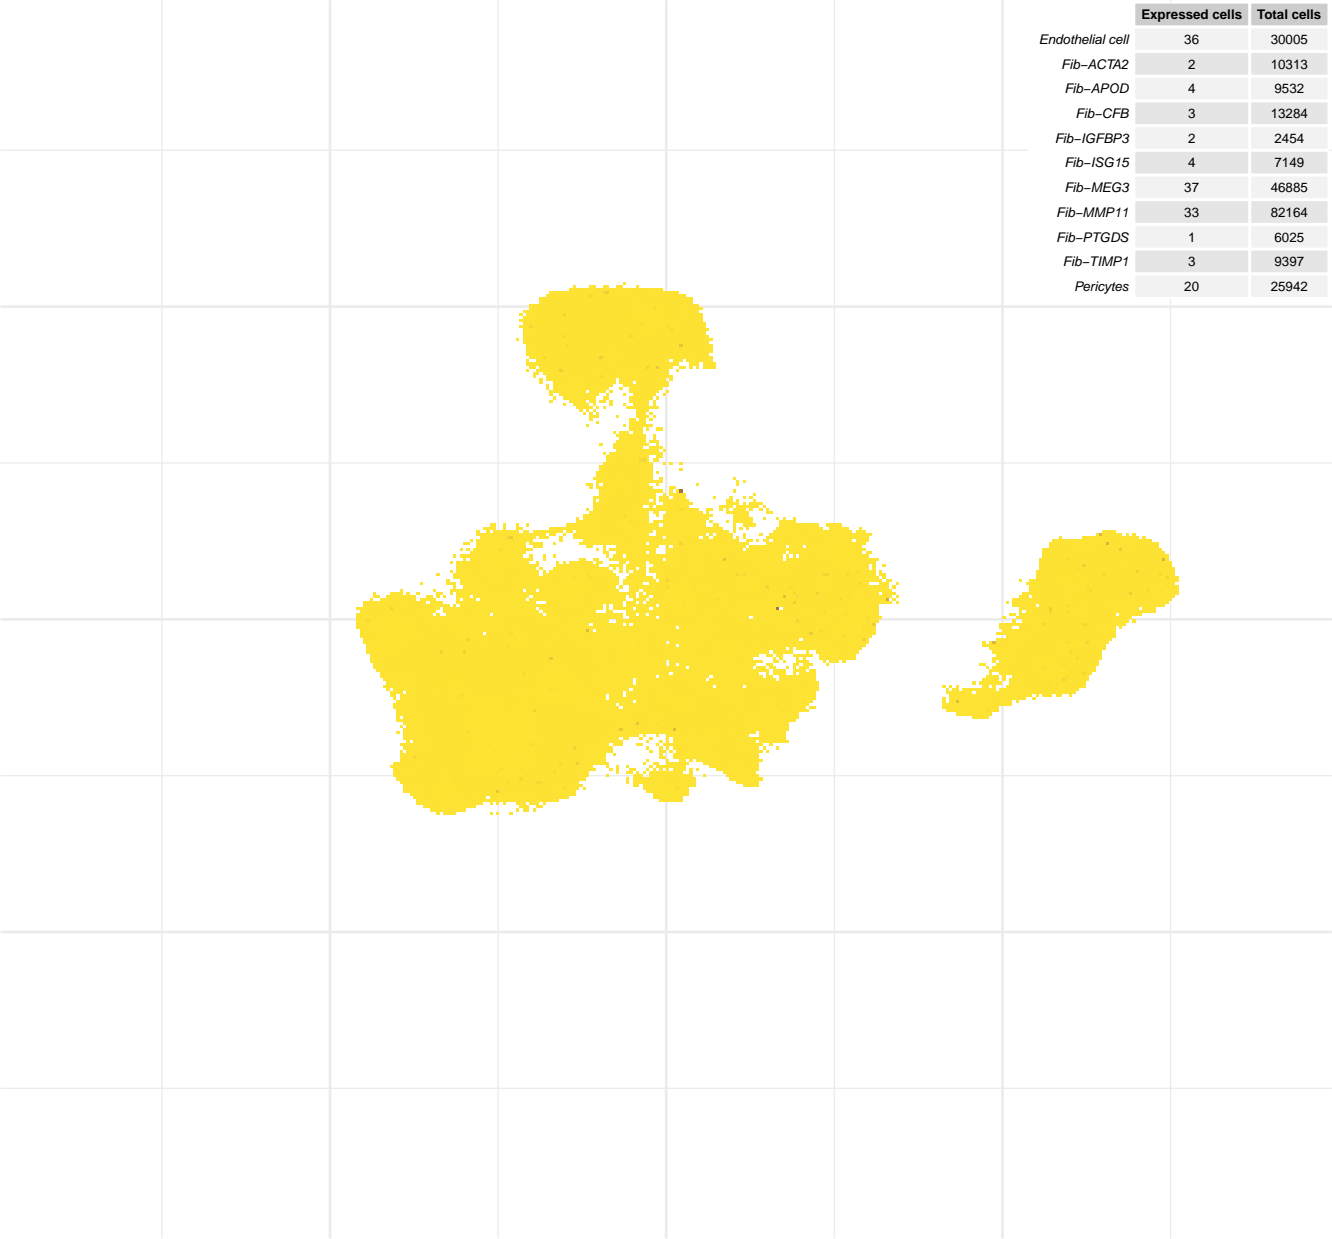 Expressed cells Total cells
Endothelial cell 36 30005
Fib−ACTA2 2 10313
Fib−APOD 4 9532
Fib−CFB 3 13284
Fib−IGFBP3 2 2454
Fib−ISG15 4 7149
Fib−MEG3 37 46885
Fib−MMP11 33 82164
Fib−PTGDS 1 6025
Fib−TIMP1 3 9397
Pericytes 20 25942